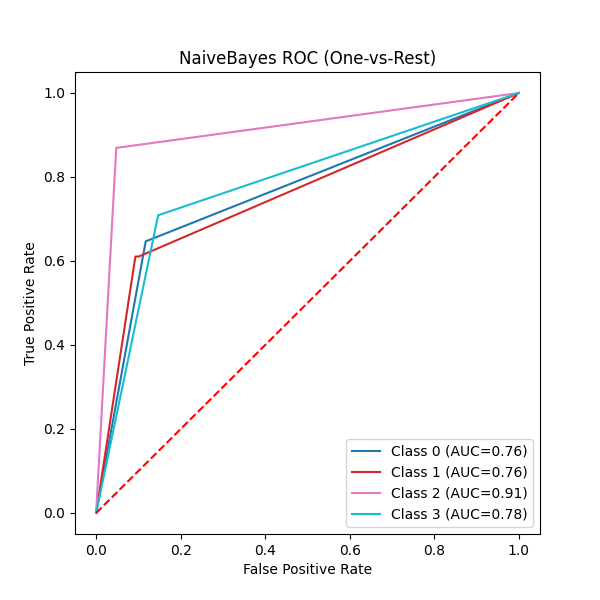 NaiveBayes ROC (One-vs-Rest)
True Positive Rate
1.0
0.8
0.6
0.4
0.2
0.0
Class 0 (AUC=0.76)
Class 1 (AUC=0.76)
Class 2 (AUC=0.91)
Class 3 (AUC=0.78)
0.0 0.2 0.4 0.6 0.8 1.0
False Positive Rate